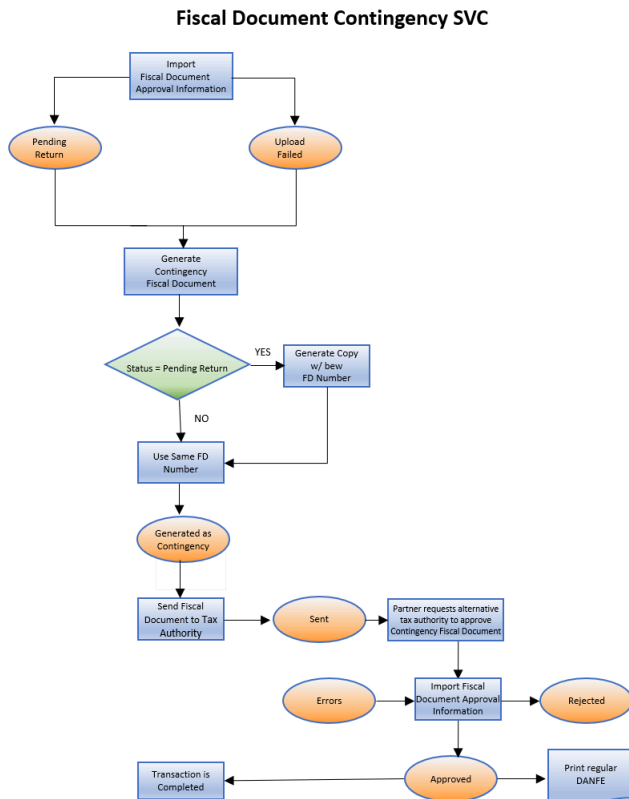 Fiscal Document Contingency SVC
Import
Fiscal Document
Approval Information
Pending
Return
Upload
Failed
Generate
Contingency
Fiscal Document
Status = Pending Return
YES
Generate Copy
w/ bew
FD Number
NO
Use Same FD
Number
Generated as
Contingency
Send Fiscal
Document to Tax
Authority
Sent
Partner requests alternative
tax authority to approve
Contingency Fiscal Document
Errors
Import Fiscal
Document Approval
Information
Rejected
Transaction is
Completed
Approved
Print regular
DANFE